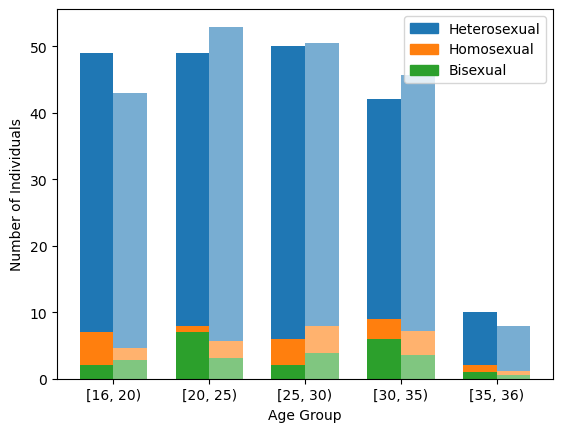 Heterosexual
Homosexual
Bisexual
Number of Individuals
50
40
30
20
10
0
[16, 20)
[20, 25)
[25, 30)
[30, 35)
[35, 36)
Age Group